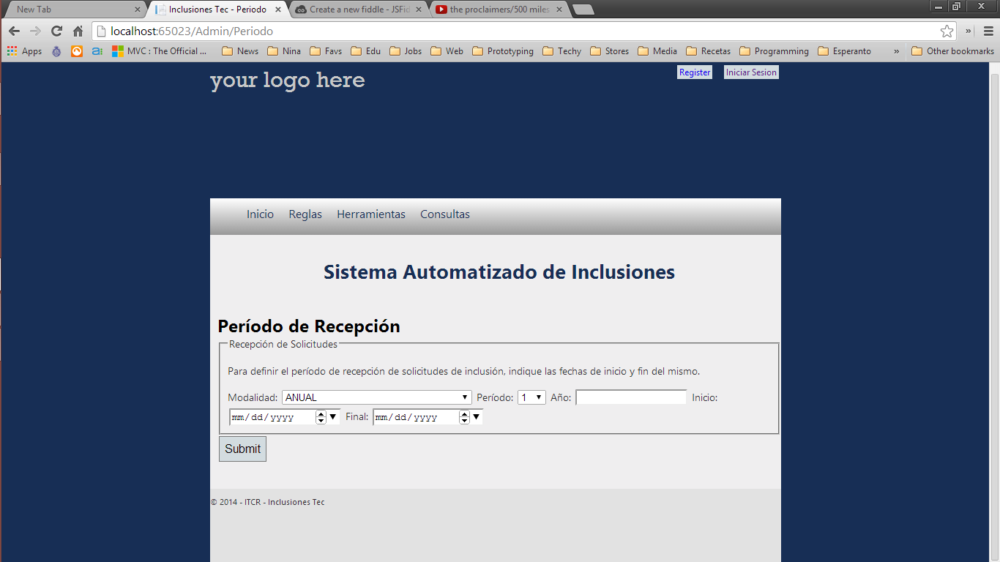 New Tab Inclusiones Tec - Periodo Create a new fiddle - JSFid the proclaimers/500 miles
localhost:65023/Admin/Periodo »
Apps MVC : The Official ... News Nina Favs Edu Jobs Web Prototyping Techy Stores Media Recetas Programming Esperanto » Other bookmarks
your logo here Register Iniciar Sesion
Inicio Reglas Herramientas Consultas
Sistema Automatizado de Inclusiones
Período de Recepción
Recepción de Solicitudes
Para definir el período de recepción de solicitudes de inclusión, indique las fechas de inicio y fin del mismo.
Modalidad: ANUAL Período: 1 Año: Inicio:
mm/dd/yyyy Final: mm/dd/yyyy
Submit
© 2014 - ITCR - Inclusiones Tec